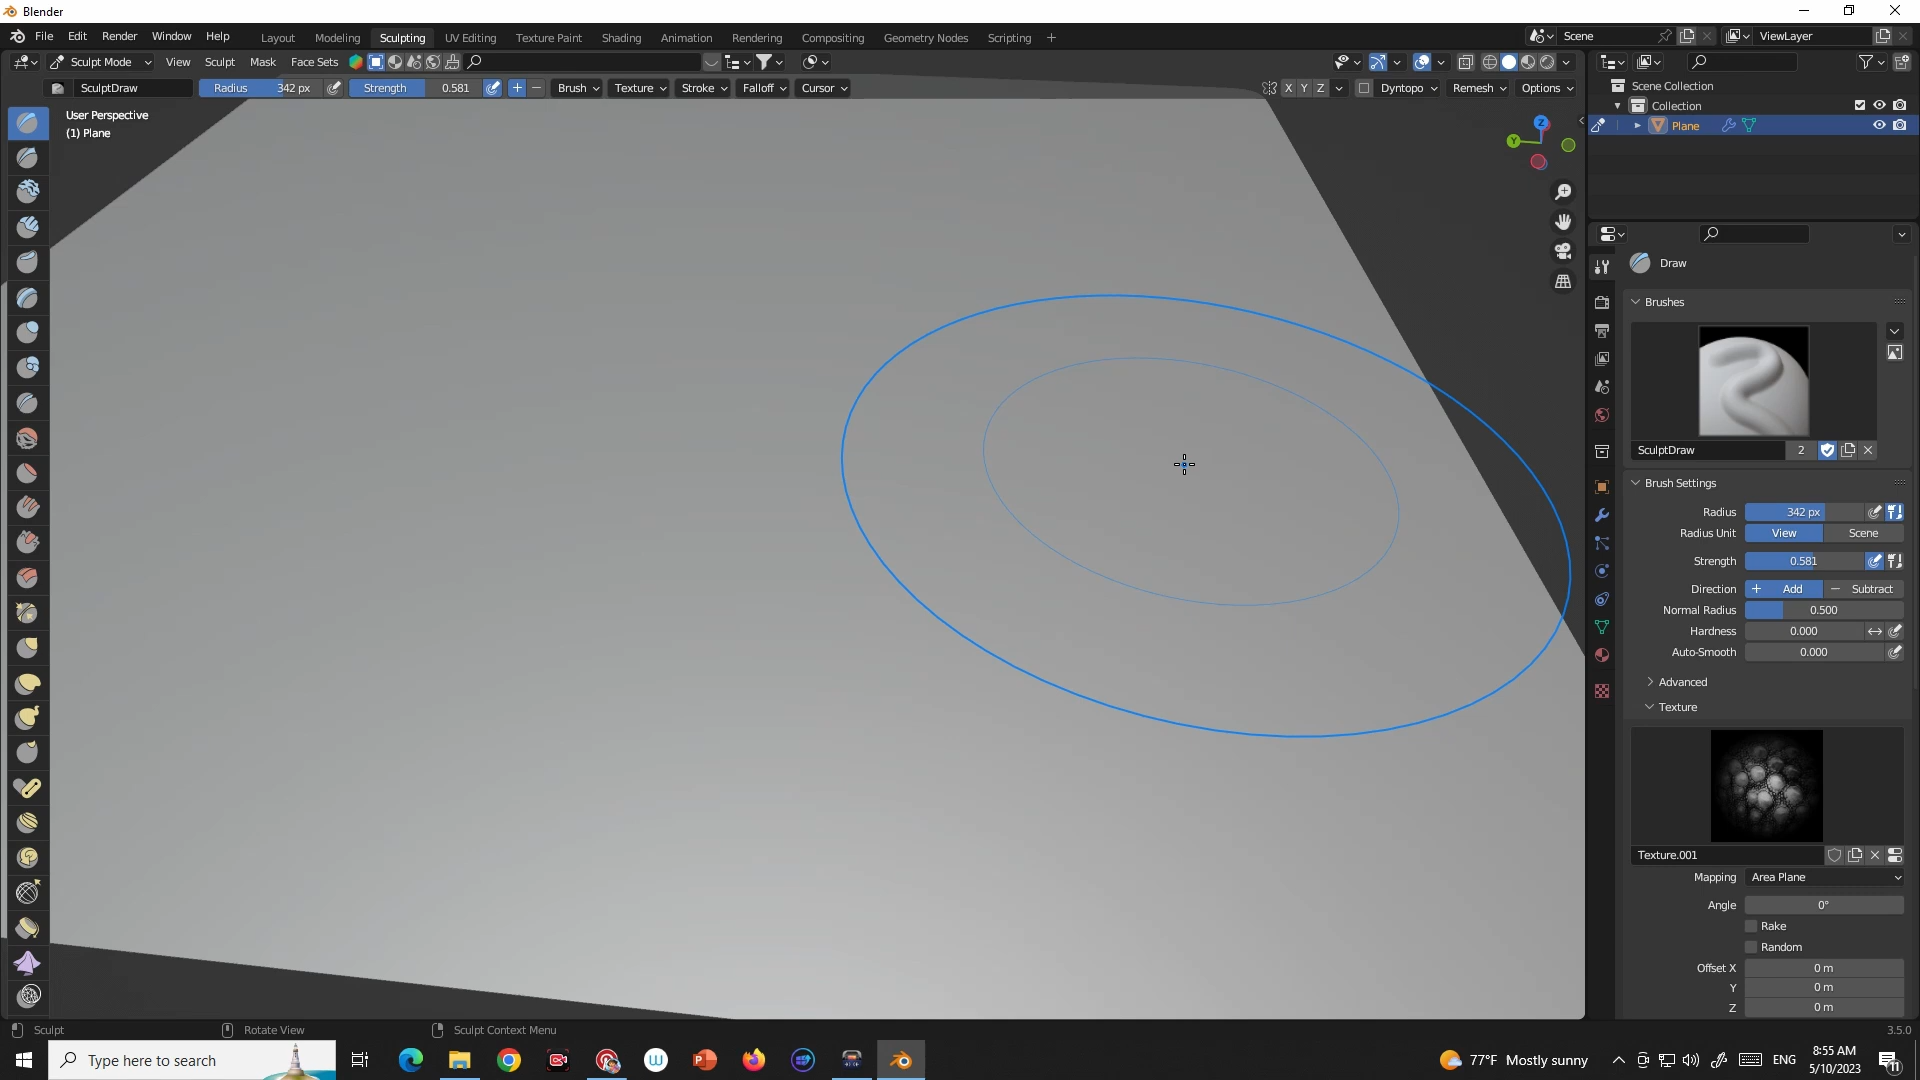 Blender
File Edit Render Window Help
Layout Modeling Sculpting UV Editing Texture Paint Shading Animation Rendering Compositing Geometry Nodes Scripting +
Scene
ViewLayer
Sculpt Mode View Sculpt Mask Face Sets
SculptDraw Radius 342 px Strength 0.581 + − Brush Texture Stroke Falloff Cursor
X Y Z Dyntopo Remesh Options
User Perspective
(1) Plane
Z
Y
Scene Collection
Collection
Plane
Draw
Brushes
SculptDraw 2
Brush Settings
Radius 342 px
Radius Unit View Scene
Strength 0.581
Direction + Add − Subtract
Normal Radius 0.500
Hardness 0.000
Auto-Smooth 0.000
Advanced
Texture
Texture.001
Mapping Area Plane
Angle 0°
Rake
Random
Offset X 0 m
Y 0 m
Z 0 m
Sculpt Rotate View Sculpt Context Menu 3.5.0
Type here to search
77°F Mostly sunny
ENG
8:55 AM
5/10/2023
11